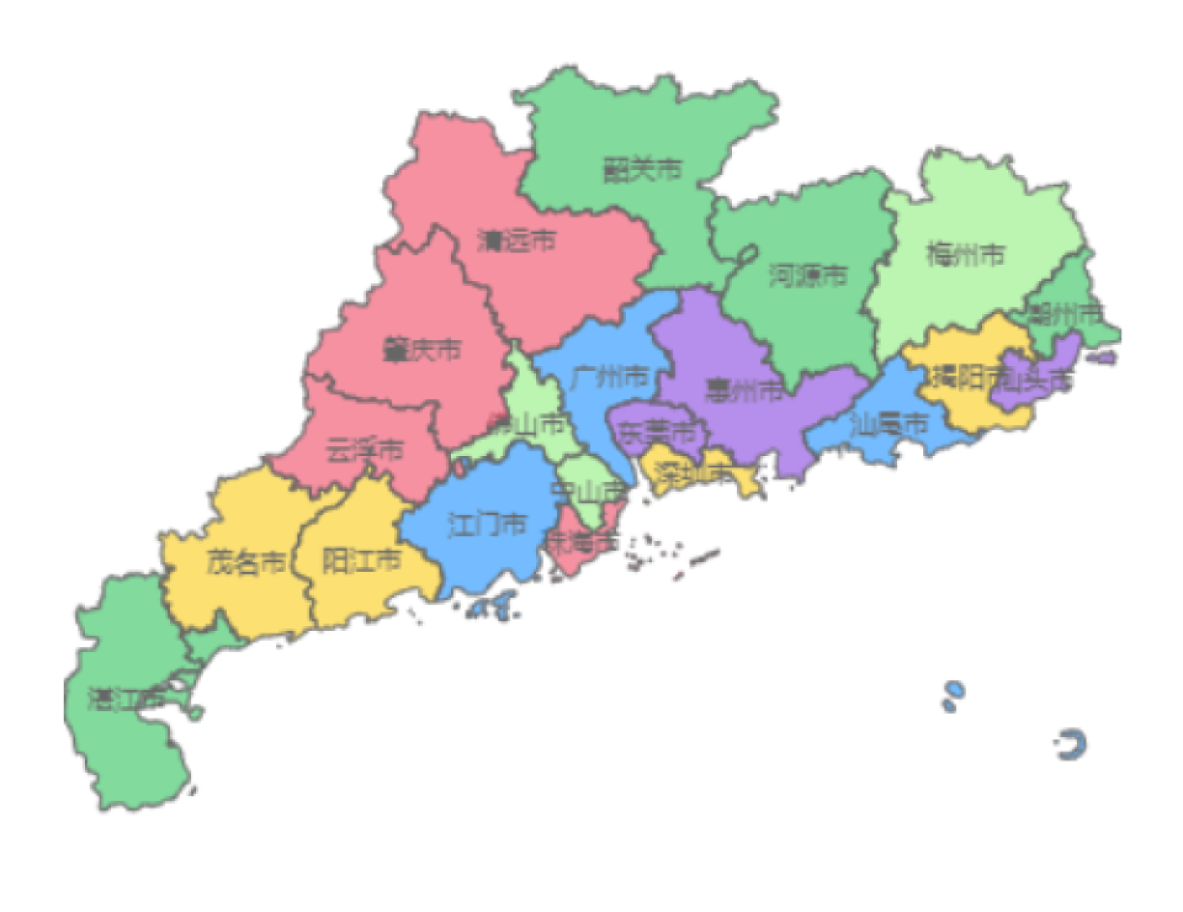 韶关市
清远市
梅州市
河源市
潮州市
肇庆市
广州市
惠州市
揭阳市
汕头市
佛山市
东莞市
汕尾市
云浮市
深圳市
中山市
江门市
珠海市
茂名市
阳江市
湛江市